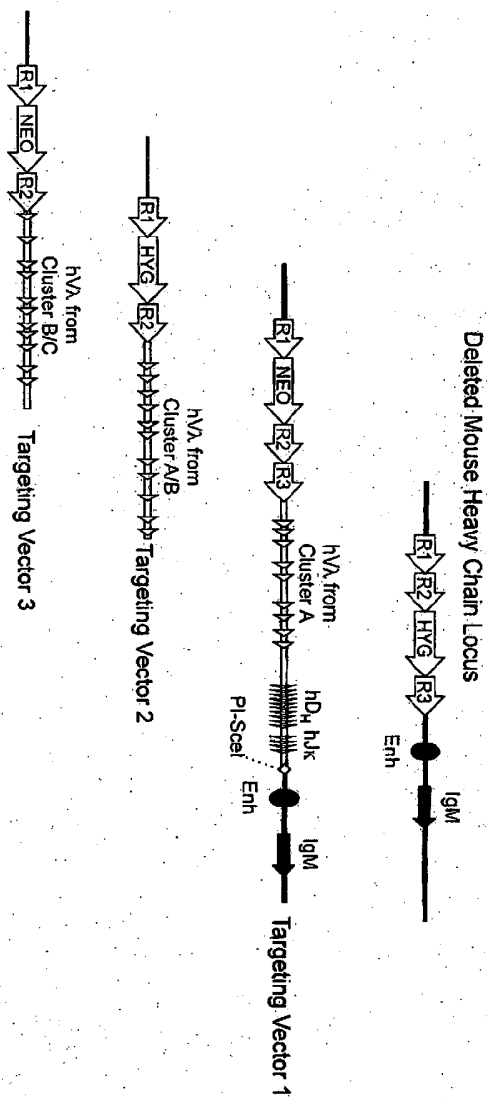 Deleted Mouse Heavy Chain Locus
R1 R2 HYG R3
Enh
IgM
R1 NEO R2 R3
hVλ from
Cluster A
hDH hJκ
PI-SceI
Enh
IgM
Targeting Vector 1
R1 HYG R2
hVλ from
Cluster A/B
Targeting Vector 2
R1 NEO R2
hVλ from
Cluster B/C
Targeting Vector 3